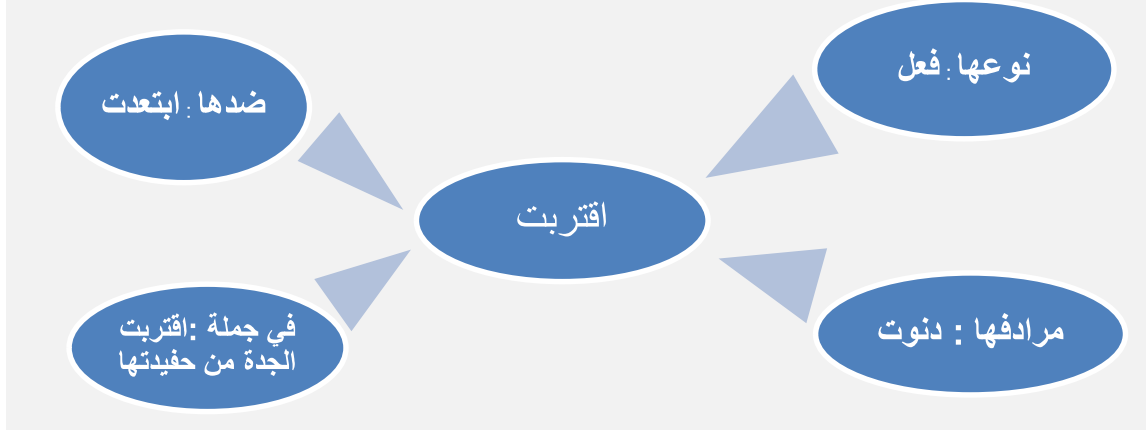 نوعها : فعل
ضدها : ابتعدت
اقتربت
مرادفها : دنوت
في جملة :اقتربت
الجدة من حفيدتها